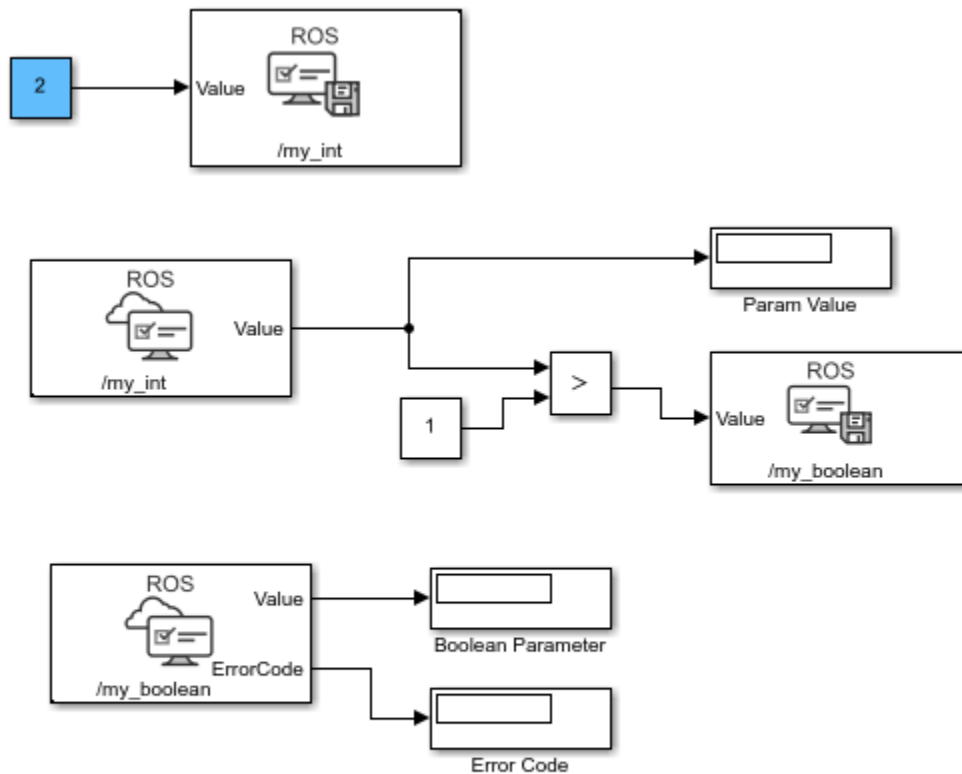 ROS
2
Value
/my_int
ROS
Value
/my_int
Param Value
>
1
ROS
Value
/my_boolean
ROS
Value
ErrorCode
/my_boolean
Boolean Parameter
Error Code